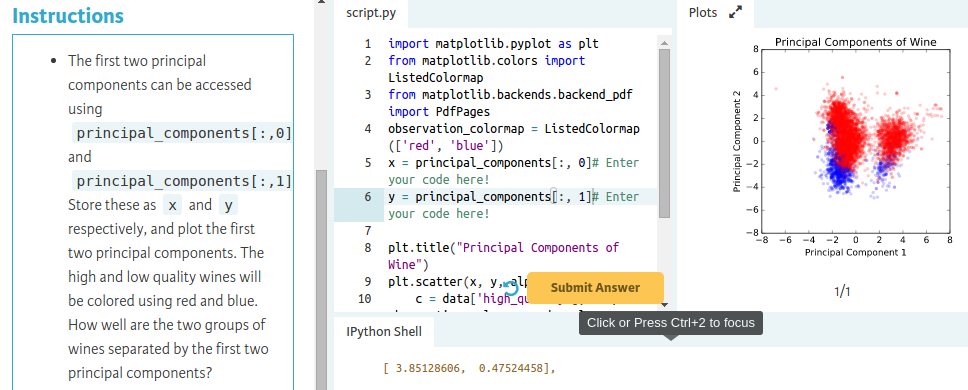 Instructions
The first two principal
components can be accessed
using
principal_components[:,0]
and
principal_components[:,1]
Store these as x and y
respectively, and plot the first
two principal components. The
high and low quality wines will
be colored using red and blue.
How well are the two groups of
wines separated by the first two
principal components?
script.py
1 import matplotlib.pyplot as plt
2 from matplotlib.colors import
ListedColormap
3 from matplotlib.backends.backend_pdf
import PdfPages
4 observation_colormap = ListedColormap
(['red', 'blue'])
5 x = principal_components[:, 0]# Enter
your code here!
6 y = principal_components[:, 1]# Enter
your code here!
7
8 plt.title("Principal Components of
Wine")
9 plt.scatter(x, y,
10 c = data['high_qu
Submit Answer
Click or Press Ctrl+2 to focus
IPython Shell
[ 3.85128606, 0.47524458],
Plots
Principal Components of Wine
8
6
4
2
0
−2
−4
−6
−8
Principal Component 2
−8 −6 −4 −2 0 2 4 6 8
Principal Component 1
1/1